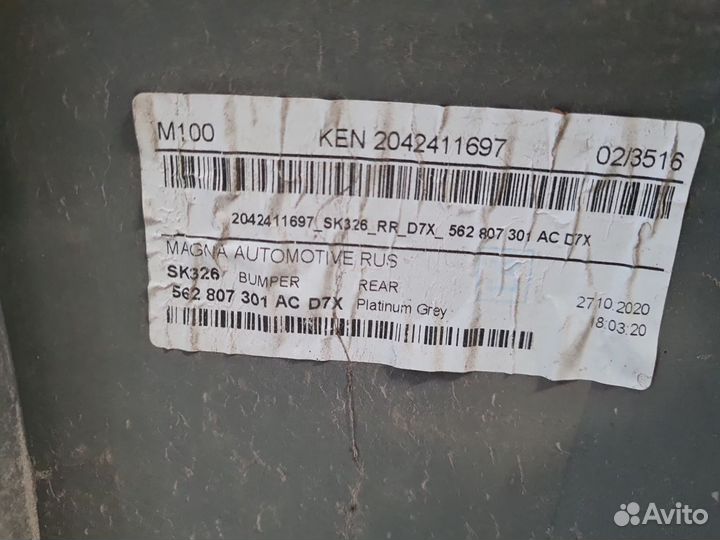 M100 KEN 2042411697 02/3516
2042411697_SK326_RR_D7X_ 562 807 301 AC D7X
MAGNA AUTOMOTIVE RUS
SK326 BUMPER REAR
562 807 301 AC D7X Platinum Grey
27.10.2020
18:03:20
Avito